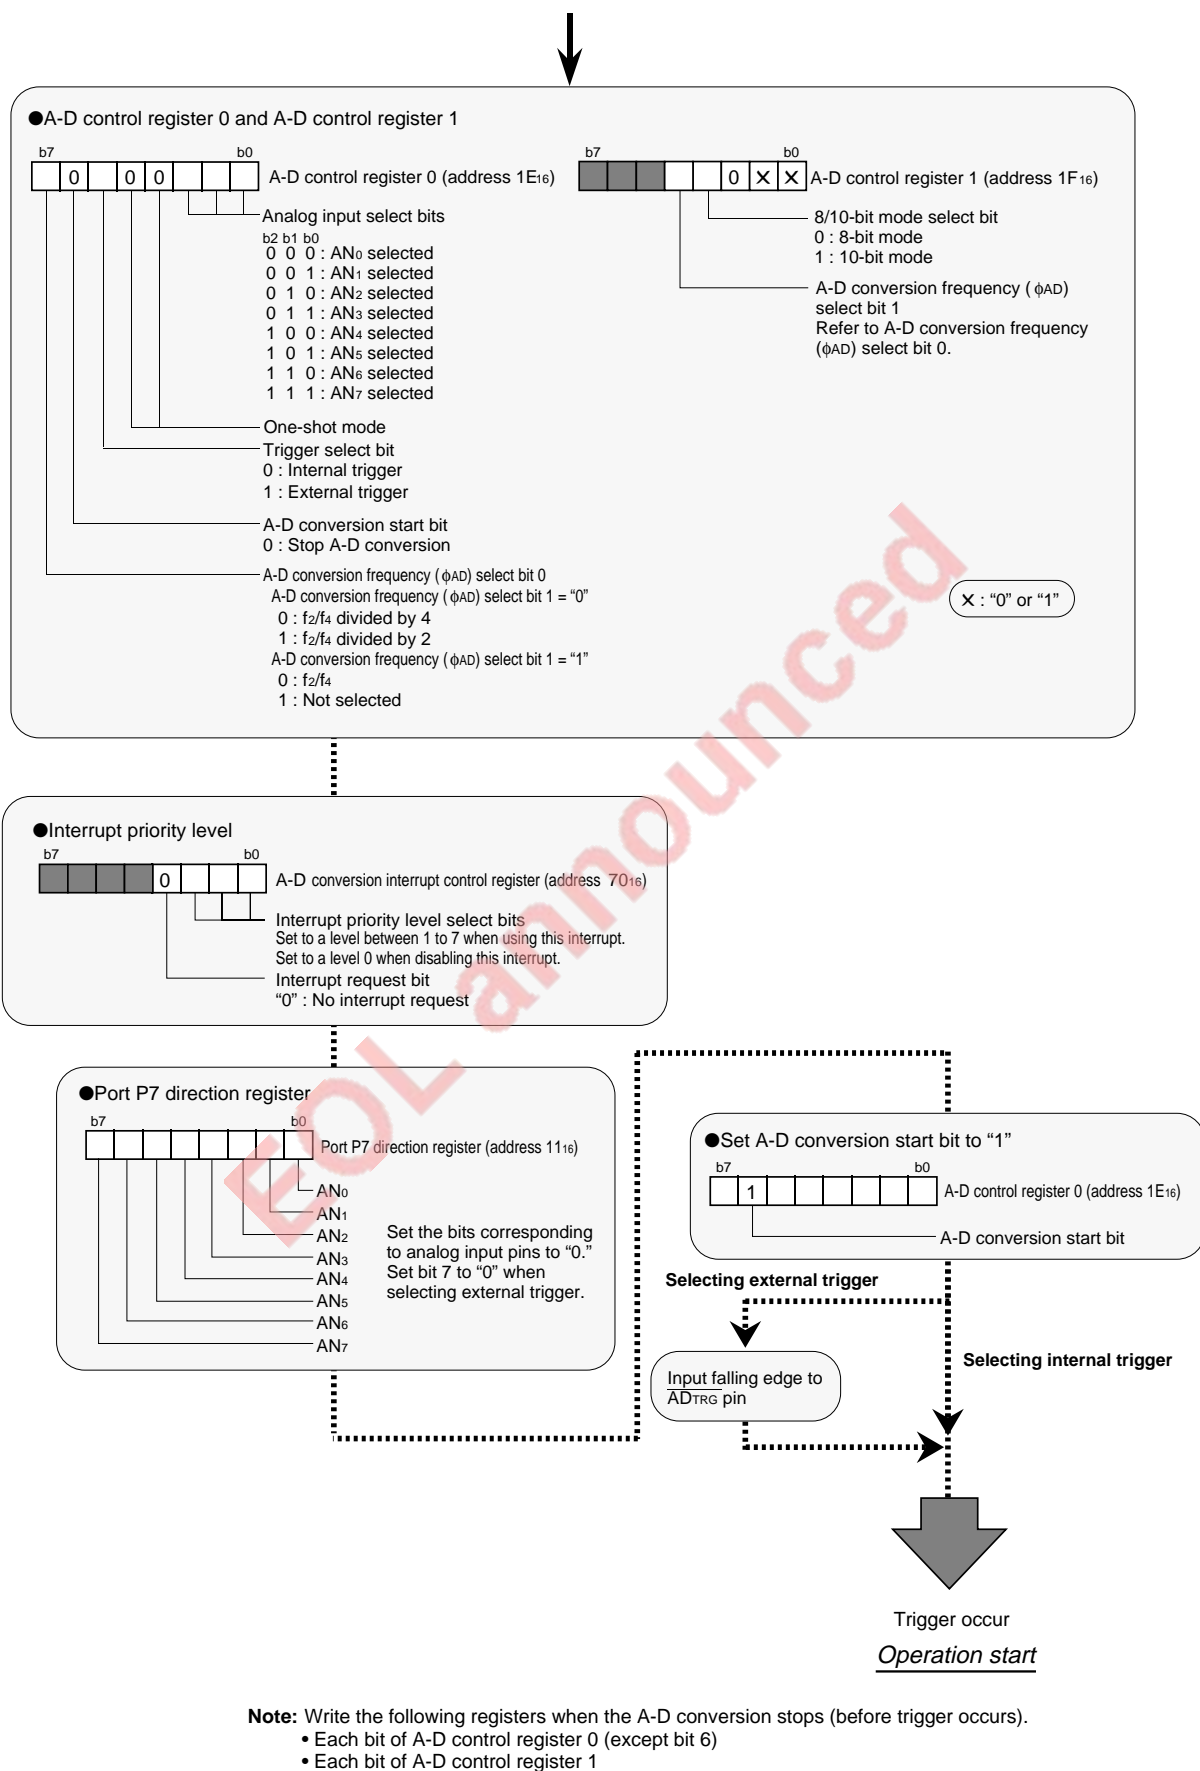 ●A-D control register 0 and A-D control register 1
b7 b0
0 0 0 A-D control register 0 (address 1E16)
Analog input select bits
b2 b1 b0
0 0 0 : AN0 selected
0 0 1 : AN1 selected
0 1 0 : AN2 selected
0 1 1 : AN3 selected
1 0 0 : AN4 selected
1 0 1 : AN5 selected
1 1 0 : AN6 selected
1 1 1 : AN7 selected
One-shot mode
Trigger select bit
0 : Internal trigger
1 : External trigger
A-D conversion start bit
0 : Stop A-D conversion
A-D conversion frequency (ϕAD) select bit 0
A-D conversion frequency (ϕAD) select bit 1 = “0”
0 : f2/f4 divided by 4
1 : f2/f4 divided by 2
A-D conversion frequency (ϕAD) select bit 1 = “1”
0 : f2/f4
1 : Not selected
b7 b0
0 ✕ ✕ A-D control register 1 (address 1F16)
8/10-bit mode select bit
0 : 8-bit mode
1 : 10-bit mode
A-D conversion frequency (ϕAD)
select bit 1
Refer to A-D conversion frequency
(ϕAD) select bit 0.
✕ : “0” or “1”
●Interrupt priority level
b7 b0
0 A-D conversion interrupt control register (address 7016)
Interrupt priority level select bits
Set to a level between 1 to 7 when using this interrupt.
Set to a level 0 when disabling this interrupt.
Interrupt request bit
“0” : No interrupt request
●Port P7 direction register
b7 b0
Port P7 direction register (address 1116)
AN0
AN1
AN2
AN3
AN4
AN5
AN6
AN7
Set the bits corresponding
to analog input pins to “0.”
Set bit 7 to “0” when
selecting external trigger.
●Set A-D conversion start bit to “1”
b7 b0
1 A-D control register 0 (address 1E16)
A-D conversion start bit
Selecting external trigger
Selecting internal trigger
Input falling edge to
ADTRG pin
Trigger occur
Operation start
Note: Write the following registers when the A-D conversion stops (before trigger occurs).
• Each bit of A-D control register 0 (except bit 6)
• Each bit of A-D control register 1
EOL announced